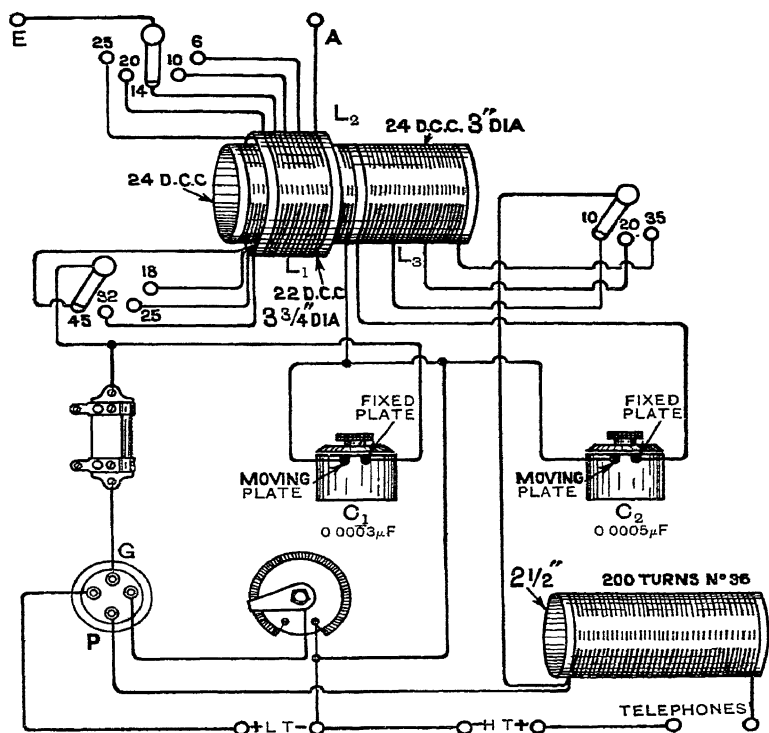 E
A
25
20
14
10
6
L2
24 D.C.C. 3" DIA
24 D.C.C
10
20
35
L1
L3
22 D.C.C
3 3/4" DIA
18
25
32
45
FIXED
PLATE
MOVING
PLATE
C1
0.0003µF
FIXED
PLATE
MOVING
PLATE
C2
0.0005µF
G
P
2 1/2"
200 TURNS No 36
+ L T -
H T +
TELEPHONES